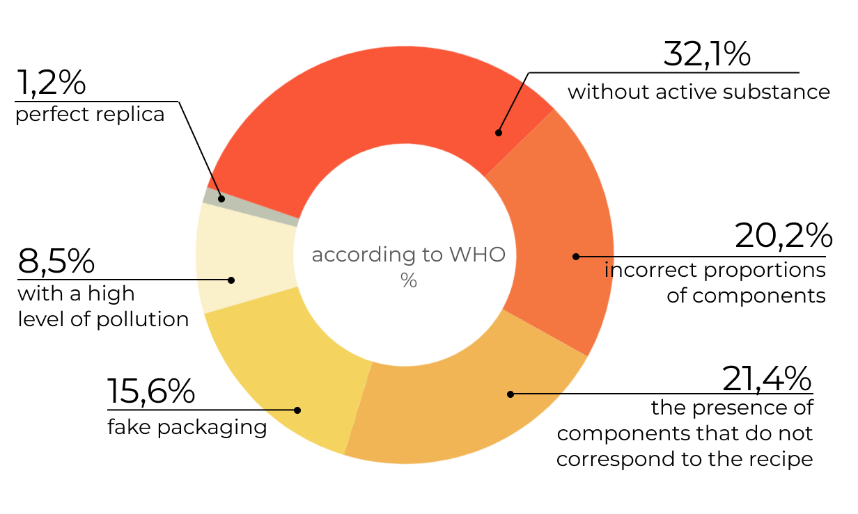 32,1%
without active substance
1,2%
perfect replica
20,2%
incorrect proportions
of components
according to WHO
%
8,5%
with a high
level of pollution
21,4%
the presence of
components that do not
correspond to the recipe
15,6%
fake packaging